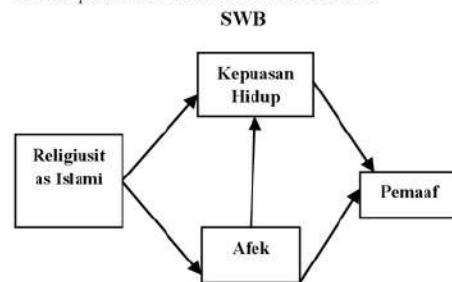 SWB
Kepuasan
Hidup
Religiusit
as Islami
Pemaaf
Afek